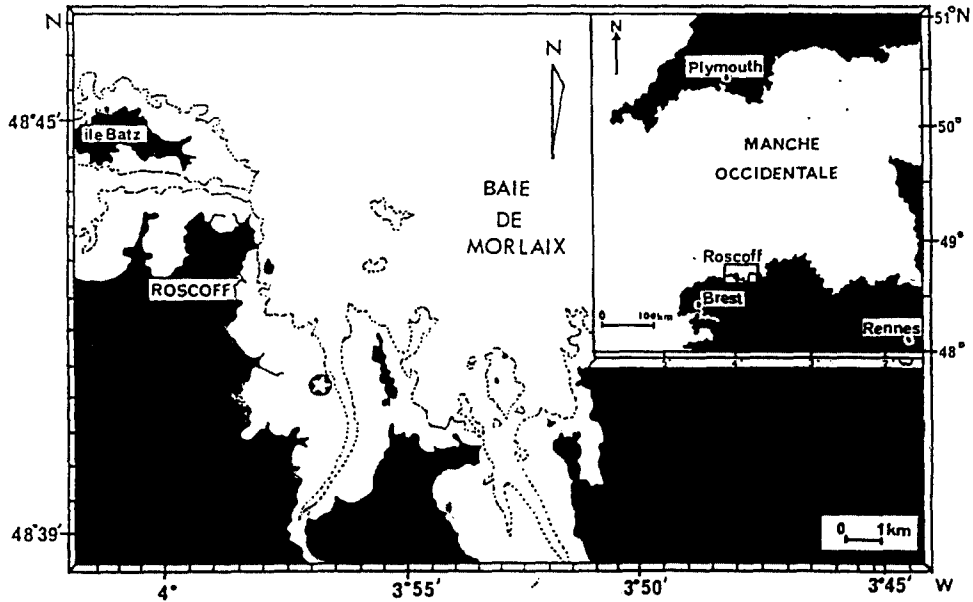 N
48°45'
île Batz
ROSCOFF
48°39'
N
BAIE
DE
MORLAIX
N
Plymouth
MANCHE
OCCIDENTALE
Roscoff
Brest
Rennes
0 100km
51°N
50°
49°
48°
0 1km
4° 3°55' 3°50' 3°45' W